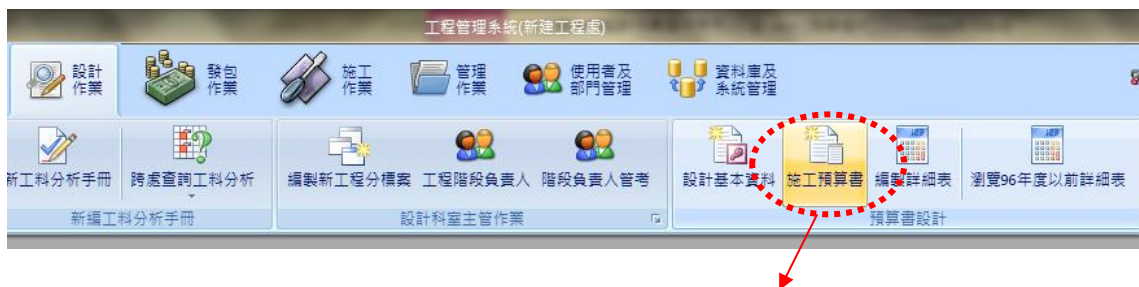 工程管理系統(新建工程處)
設計作業
發包作業
施工作業
管理作業
使用者及部門管理
資料庫及系統管理
新工料分析手冊
跨處查詢工料分析
編製新工程分標案
工程階段負責人
階段負責人管考
設計基本資料
施工預算書
編製詳細表
瀏覽96年度以前詳細表
新編工料分析手冊
設計科室主管作業
預算書設計